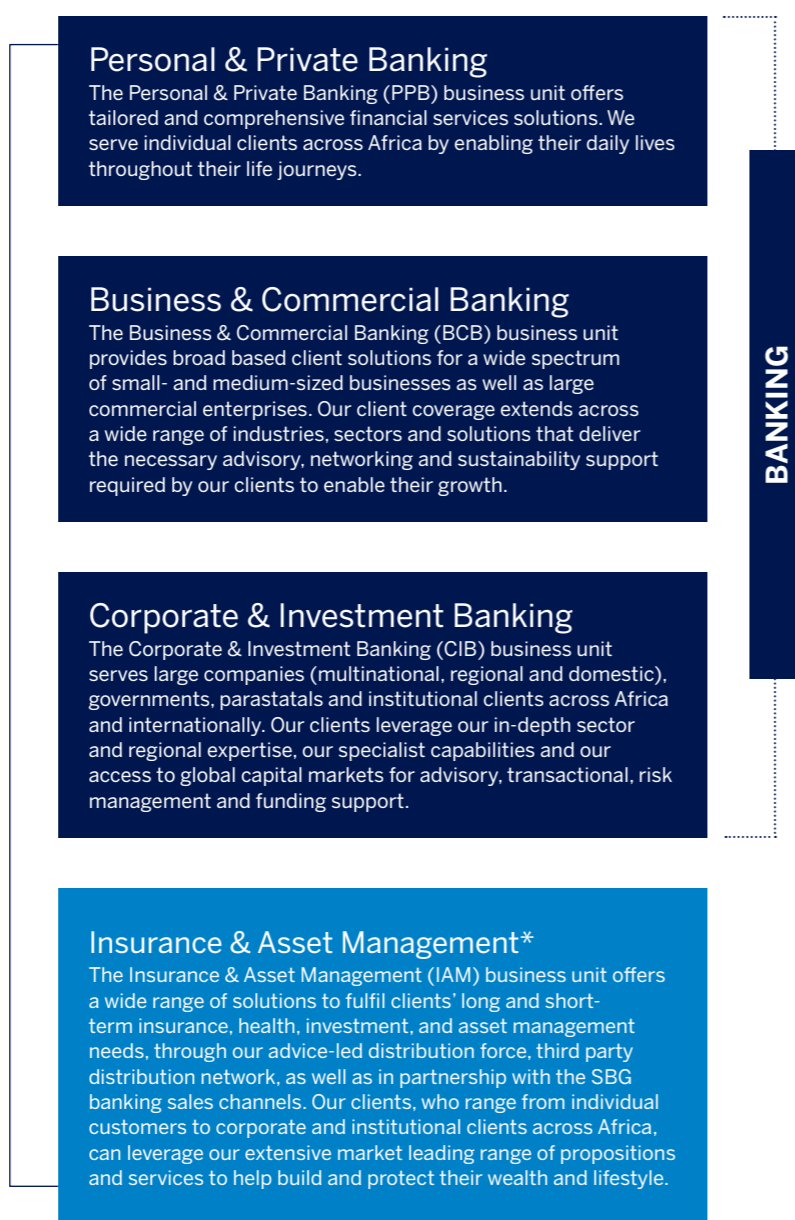 Personal & Private Banking
The Personal & Private Banking (PPB) business unit offers
tailored and comprehensive financial services solutions. We
serve individual clients across Africa by enabling their daily lives
throughout their life journeys.
Business & Commercial Banking
The Business & Commercial Banking (BCB) business unit
provides broad based client solutions for a wide spectrum
of small- and medium-sized businesses as well as large
commercial enterprises. Our client coverage extends across
a wide range of industries, sectors and solutions that deliver
the necessary advisory, networking and sustainability support
required by our clients to enable their growth.
BANKING
Corporate & Investment Banking
The Corporate & Investment Banking (CIB) business unit
serves large companies (multinational, regional and domestic),
governments, parastatals and institutional clients across Africa
and internationally. Our clients leverage our in-depth sector
and regional expertise, our specialist capabilities and our
access to global capital markets for advisory, transactional, risk
management and funding support.
Insurance & Asset Management*
The Insurance & Asset Management (IAM) business unit offers
a wide range of solutions to fulfil clients’ long and short-
term insurance, health, investment, and asset management
needs, through our advice-led distribution force, third party
distribution network, as well as in partnership with the SBG
banking sales channels. Our clients, who range from individual
customers to corporate and institutional clients across Africa,
can leverage our extensive market leading range of propositions
and services to help build and protect their wealth and lifestyle.